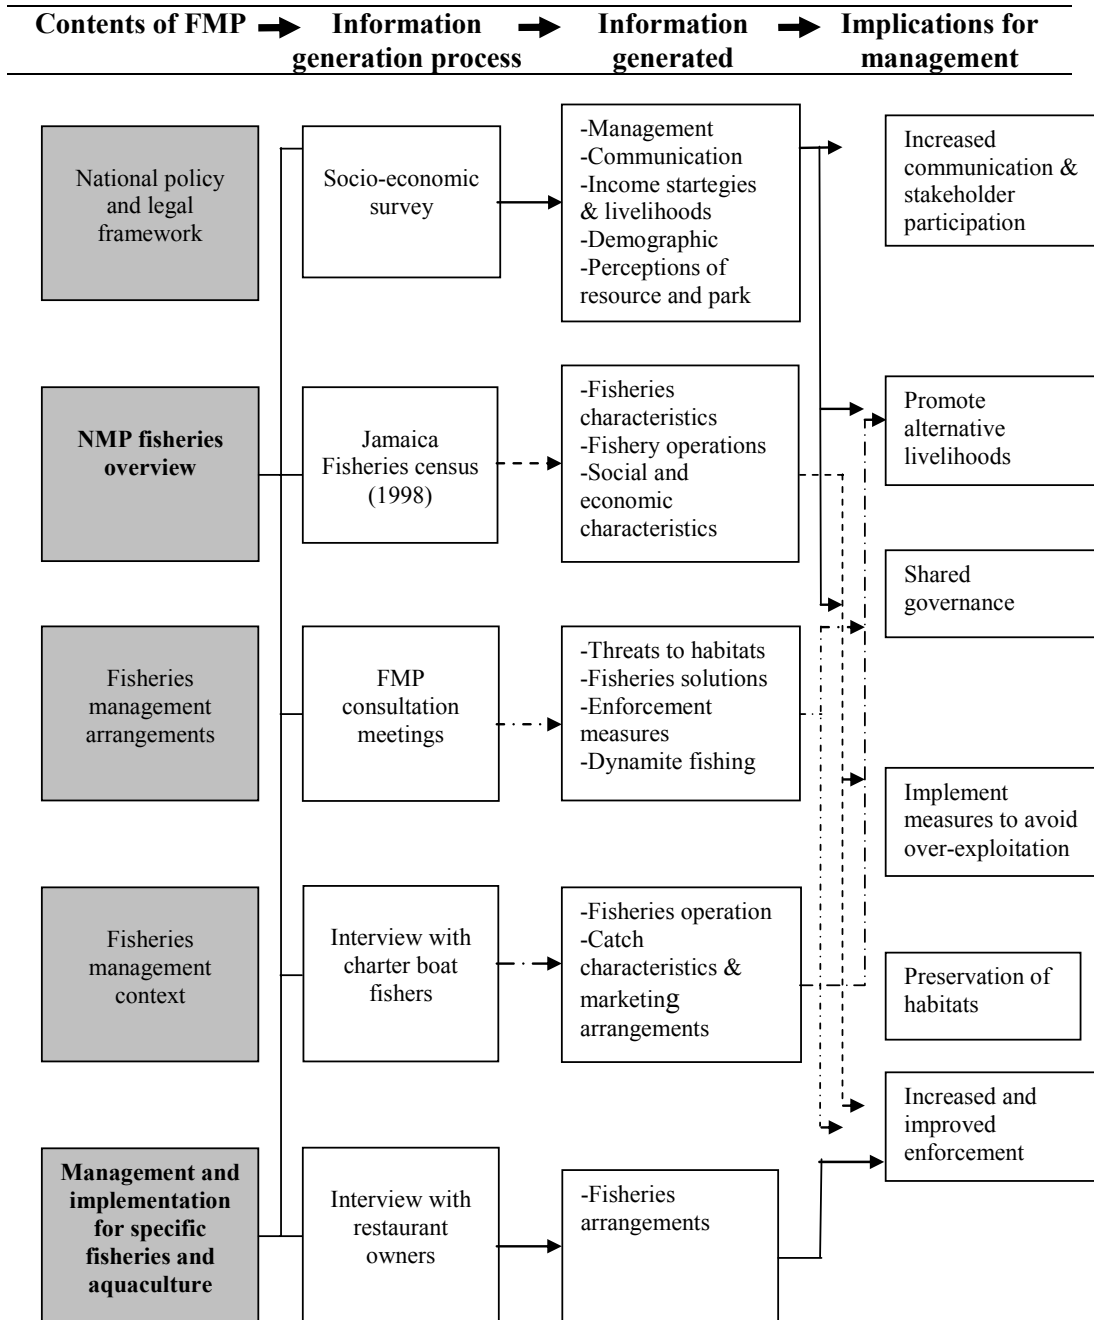 Contents of FMP
Information
generation process
Information
generated
Implications for
management
National policy
and legal
framework
Socio-economic
survey
-Management
-Communication
-Income startegies
& livelihoods
-Demographic
-Perceptions of
resource and park
Increased
communication &
stakeholder
participation
NMP fisheries
overview
Jamaica
Fisheries census
(1998)
-Fisheries
characteristics
-Fishery operations
-Social and
economic
characteristics
Promote
alternative
livelihoods
Shared
governance
Fisheries
management
arrangements
FMP
consultation
meetings
-Threats to habitats
-Fisheries solutions
-Enforcement
measures
-Dynamite fishing
Implement
measures to avoid
over-exploitation
Fisheries
management
context
Interview with
charter boat
fishers
-Fisheries operation
-Catch
characteristics &
marketing
arrangements
Preservation of
habitats
Increased and
improved
enforcement
Management and
implementation
for specific
fisheries and
aquaculture
Interview with
restaurant
owners
-Fisheries
arrangements